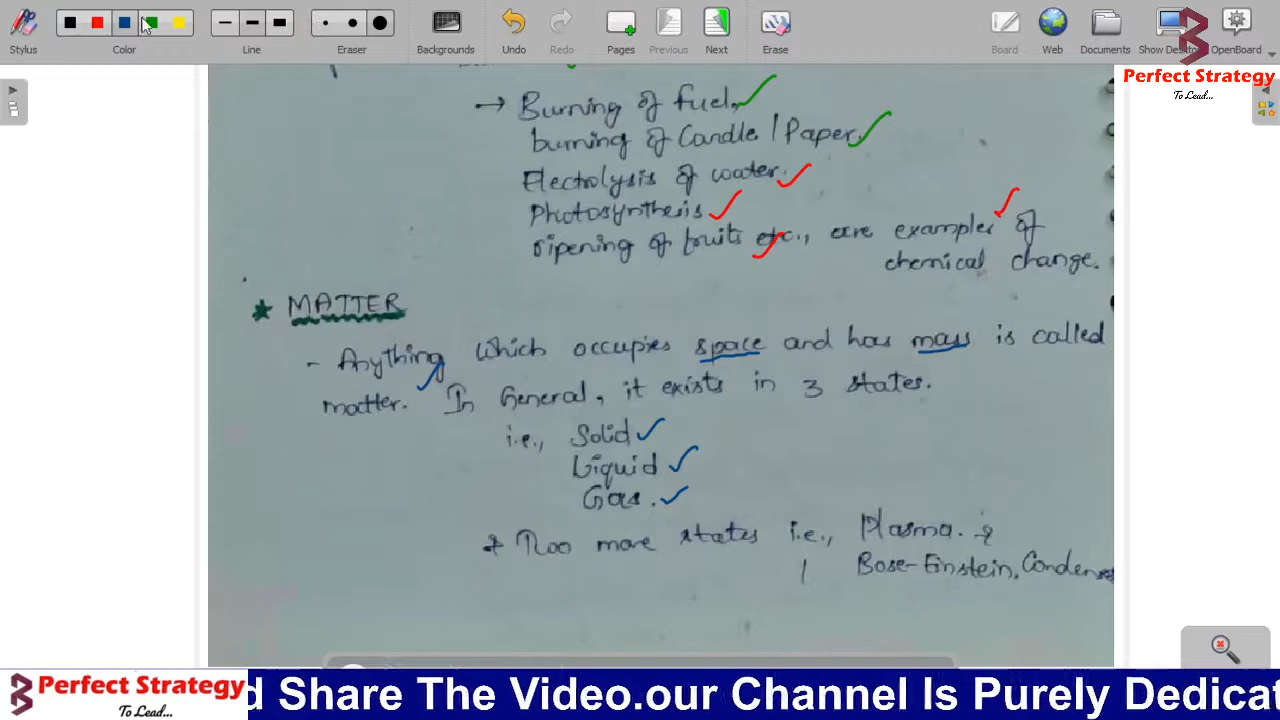 Stylus
Color
Line
Eraser
Backgrounds
Undo
Redo
Pages
Previous
Next
Erase
Board
Web
Documents
Show Desktop
OpenBoard
Perfect Strategy
To Lead...
→ Burning of fuel,
burning of Candle / Paper,
Electrolysis of water.
Photosynthesis
ripening of fruits etc., are examples of
chemical change.
★ MATTER
- Anything which occupies space and has mass is called
matter. In General, it exists in 3 states.
i.e., Solid
Liquid
Gas.
Two more states i.e., Plasma. &
Bose-Einstein, Condens
Perfect Strategy
To Lead...
d Share The Video.our Channel Is Purely Dedicat